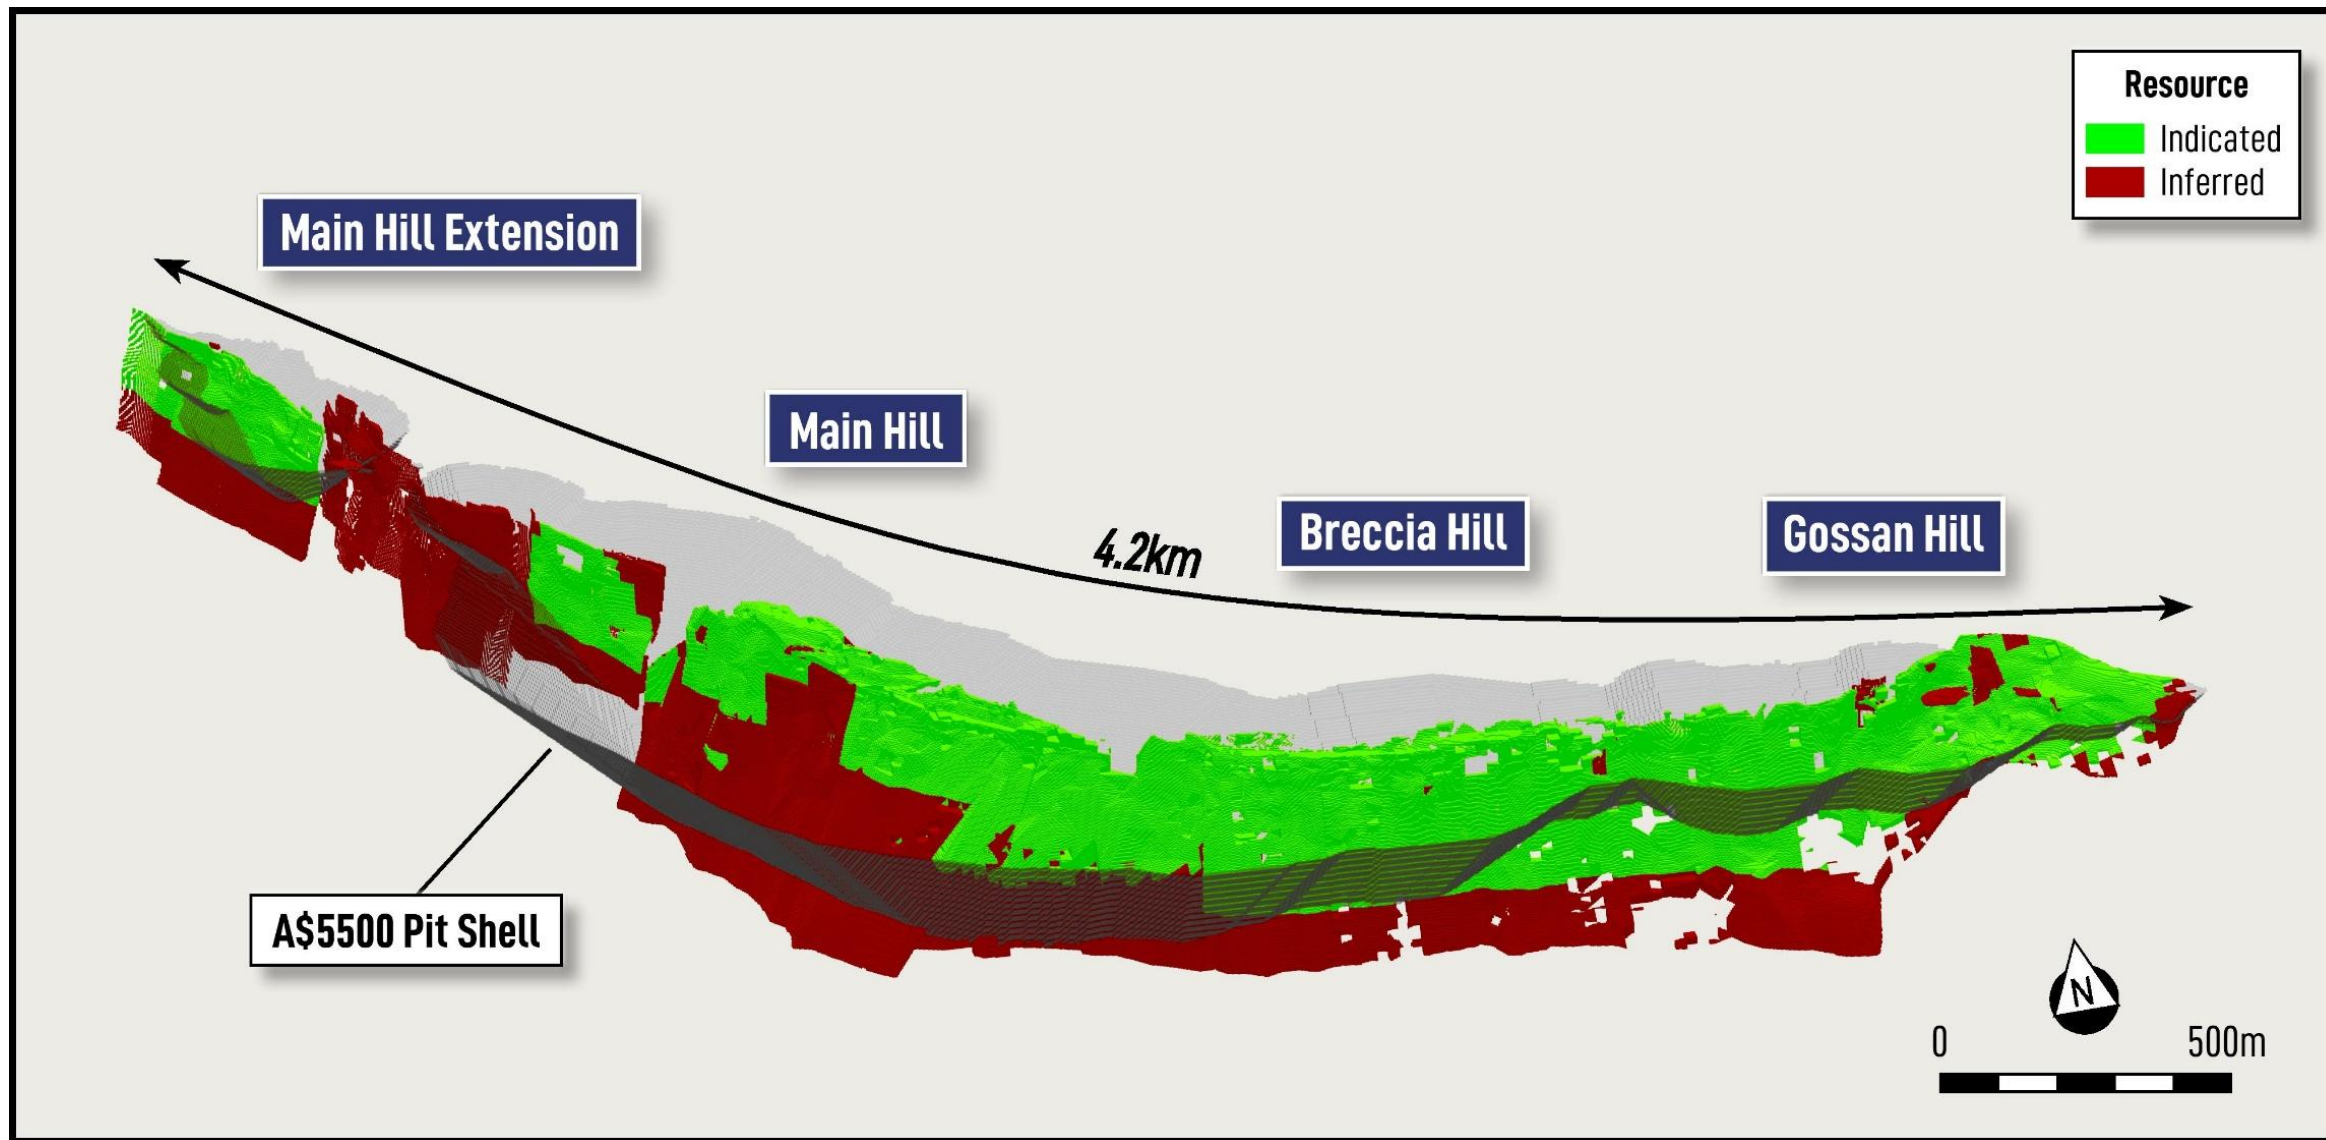 Resource
Indicated
Inferred
Main Hill Extension
Main Hill
4.2km
Breccia Hill
Gossan Hill
A$5500 Pit Shell
N
0 500m